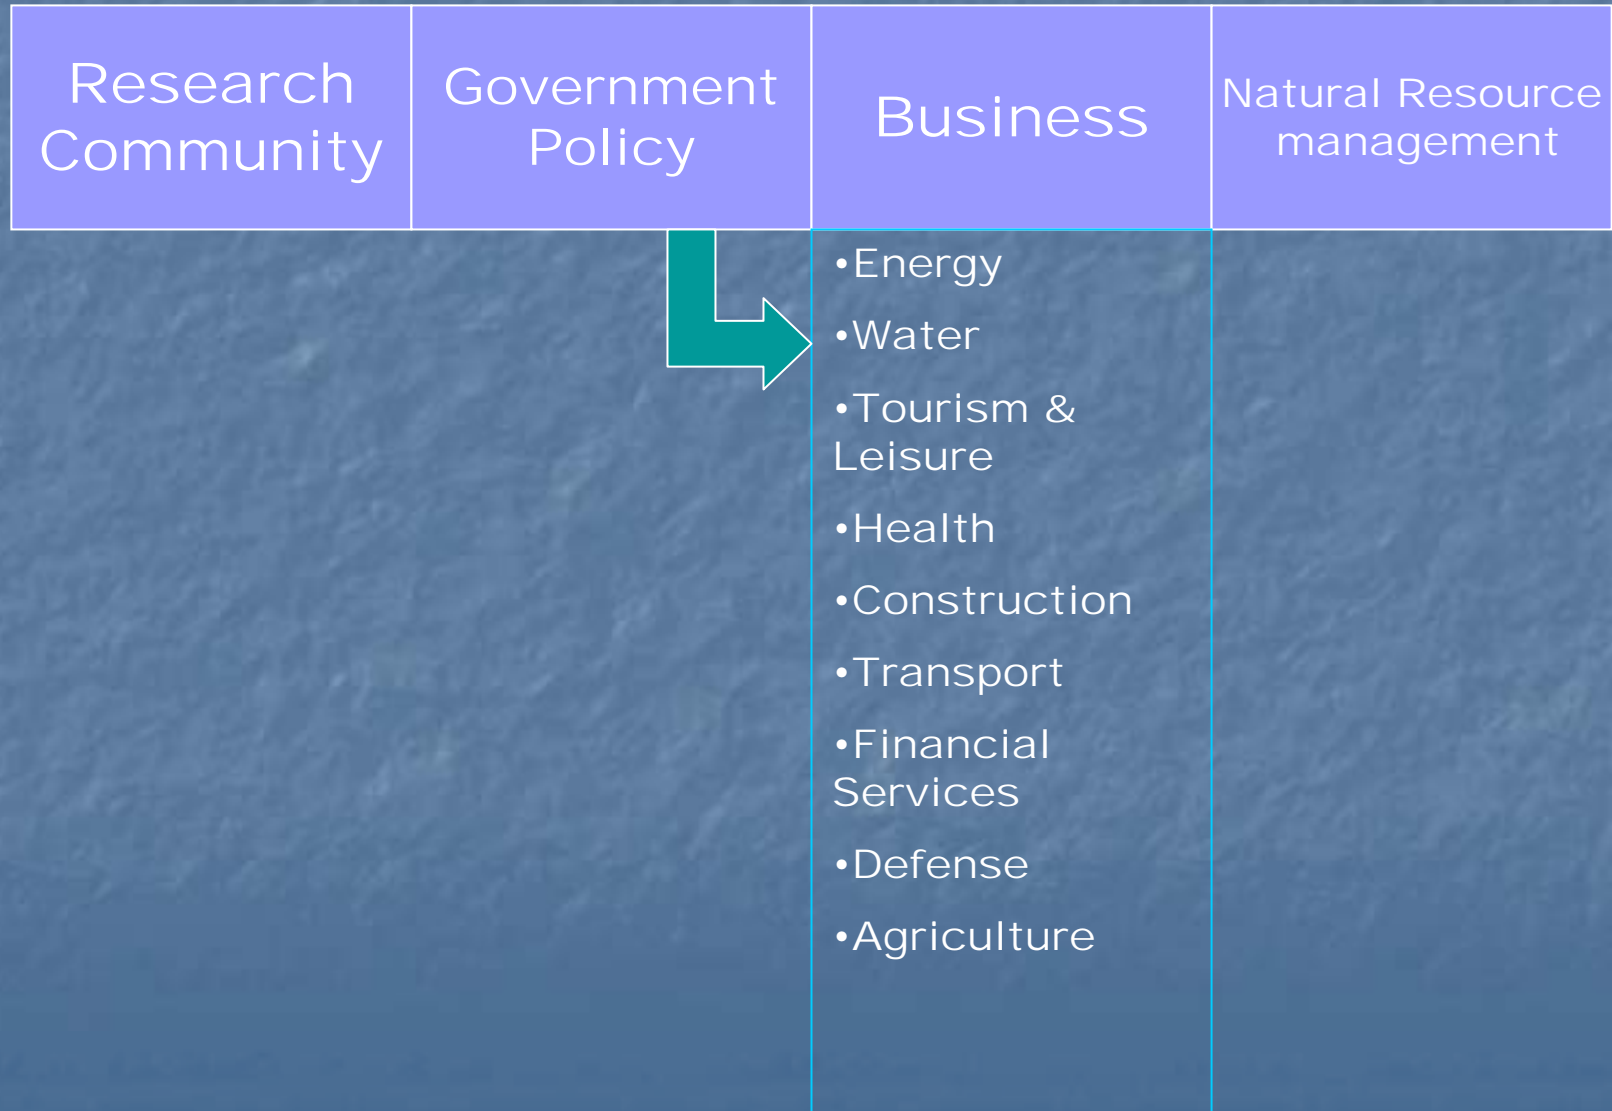 Research
Community
Government
Policy
Business
Natural Resource
management
•Energy
•Water
•Tourism &
Leisure
•Health
•Construction
•Transport
•Financial
Services
•Defense
•Agriculture